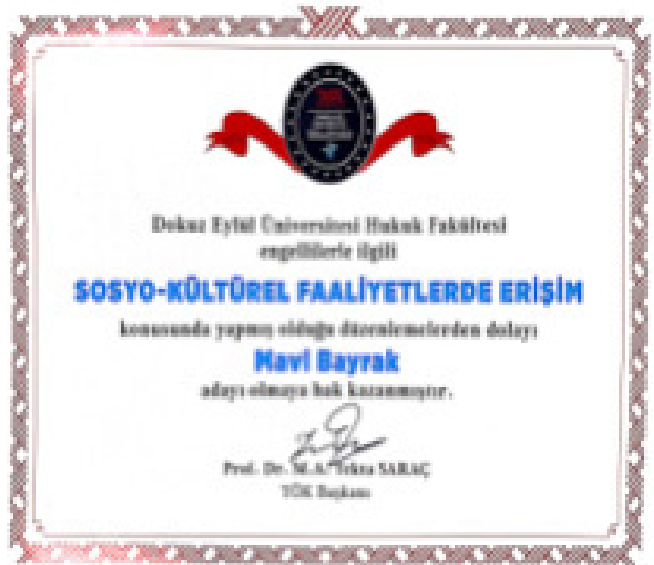 Dokuz Eylül Üniversitesi Hukuk Fakültesi
engellilerle ilgili
SOSYO-KÜLTÜREL FAALİYETLERDE ERİŞİM
konusunda yapmış olduğu düzenlemelerden dolayı
Mavi Bayrak
adayı olmaya hak kazanmıştır.
Prof. Dr. M.A. Yekta SARAÇ
YÖK Başkanı